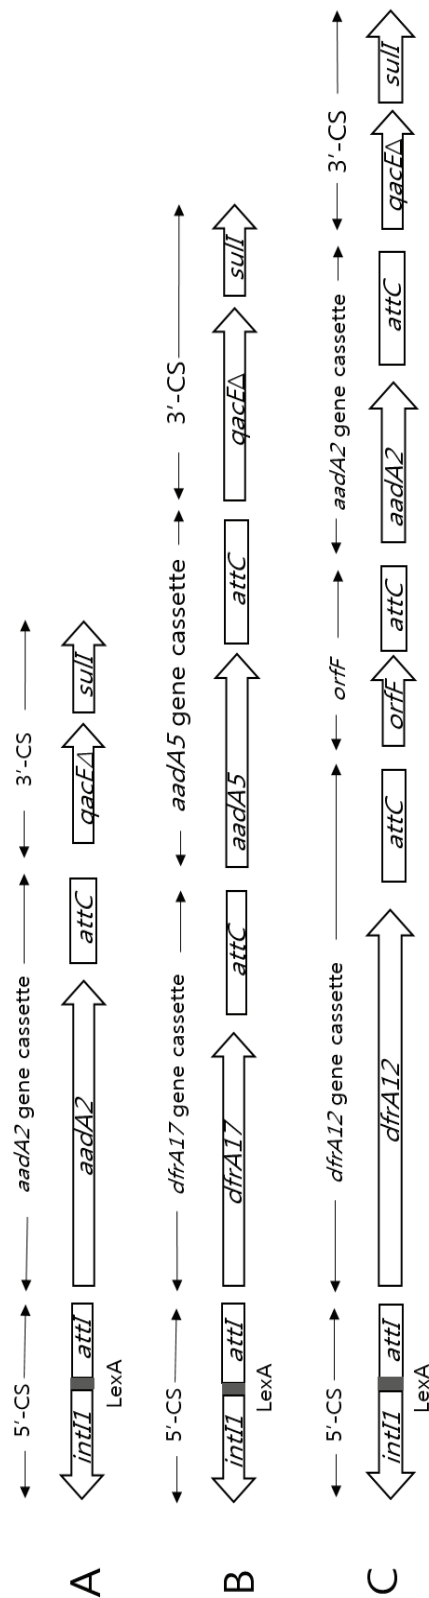 A
5'-CS
aadA2 gene cassette
3'-CS
intI1
attI
aadA2
attC
qacEΔ
sulI
LexA
B
5'-CS
dfrA17 gene cassette
aadA5 gene cassette
3'-CS
intI1
attI
dfrA17
attC
aadA5
attC
qacEΔ
sulI
LexA
C
5'-CS
dfrA12 gene cassette
orfF
aadA2 gene cassette
3'-CS
intI1
attI
dfrA12
attC
orfF
attC
aadA2
attC
qacEΔ
sulI
LexA